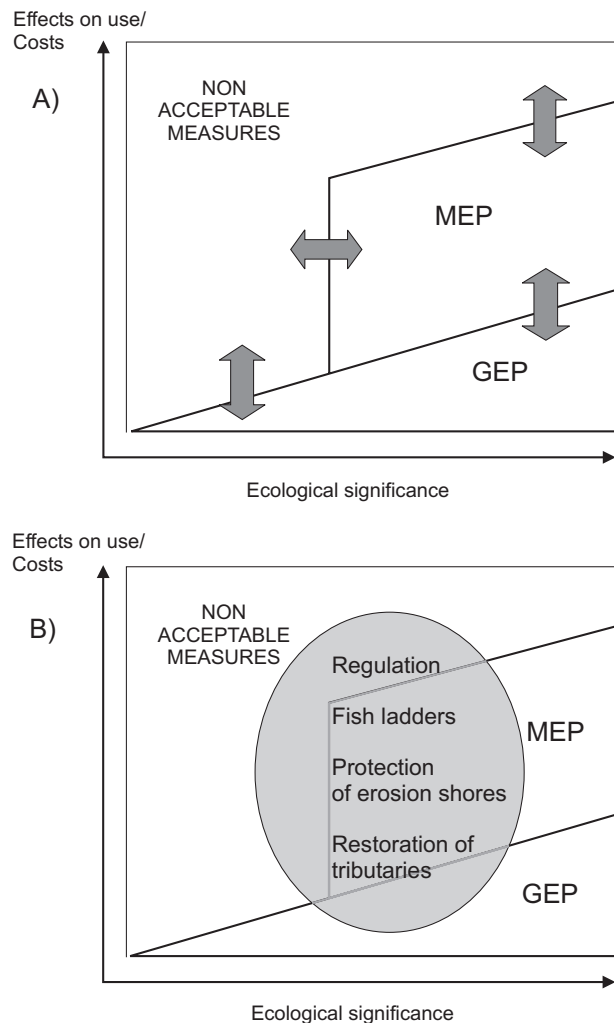 Effects on use/
Costs
A)
NON
ACCEPTABLE
MEASURES
MEP
GEP
Ecological significance
Effects on use/
Costs
B)
NON
ACCEPTABLE
MEASURES
Regulation
Fish ladders
MEP
Protection
of erosion shores
Restoration of
tributaries
GEP
Ecological significance